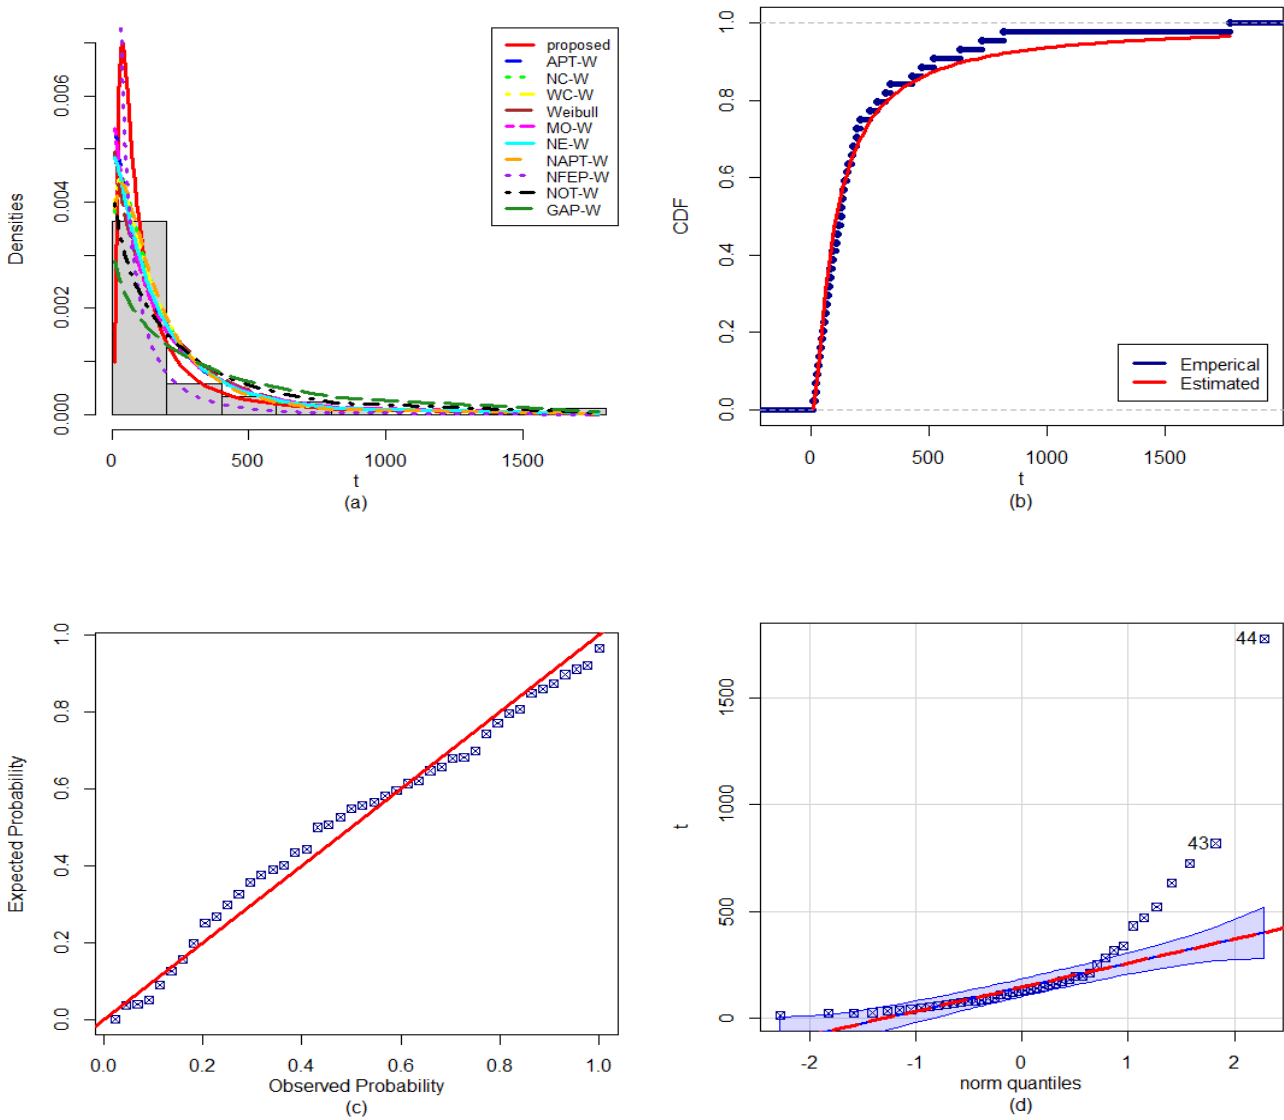 Densities
0.000
0.002
0.004
0.006
0
500
1000
1500
t
(a)
proposed
APT-W
NC-W
WC-W
Weibull
MO-W
NE-W
NAPT-W
NFEP-W
NOT-W
GAP-W
CDF
0.0
0.2
0.4
0.6
0.8
1.0
0
500
1000
1500
t
(b)
Emperical
Estimated
Expected Probability
0.0
0.2
0.4
0.6
0.8
1.0
0.0
0.2
0.4
0.6
0.8
1.0
Observed Probability
(c)
t
0
500
1000
1500
44
43
-2
-1
0
1
2
norm quantiles
(d)